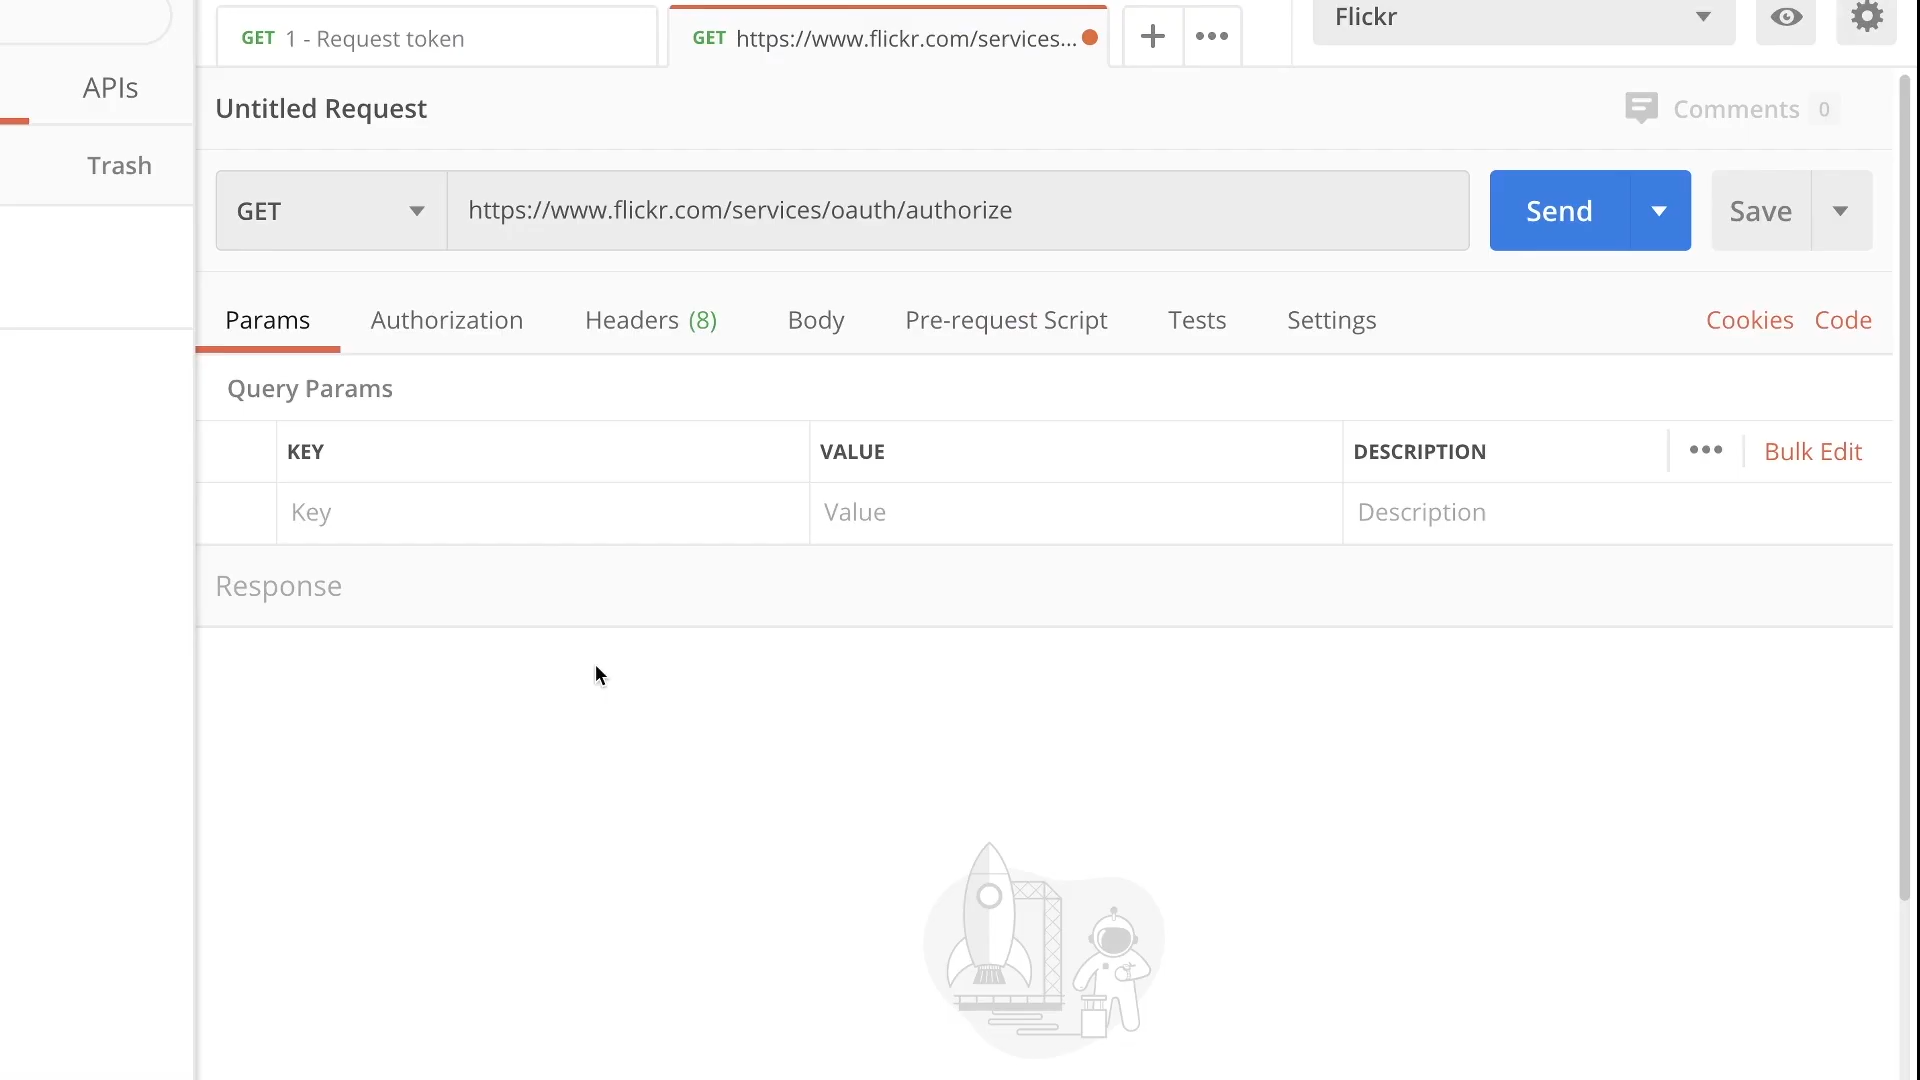 GET 1 - Request token
GET https://www.flickr.com/services...
Flickr
APIs
Trash
Untitled Request
Comments 0
GET
https://www.flickr.com/services/oauth/authorize
Send
Save
Params
Authorization
Headers (8)
Body
Pre-request Script
Tests
Settings
Cookies
Code
Query Params
KEY
VALUE
DESCRIPTION
Bulk Edit
Key
Value
Description
Response